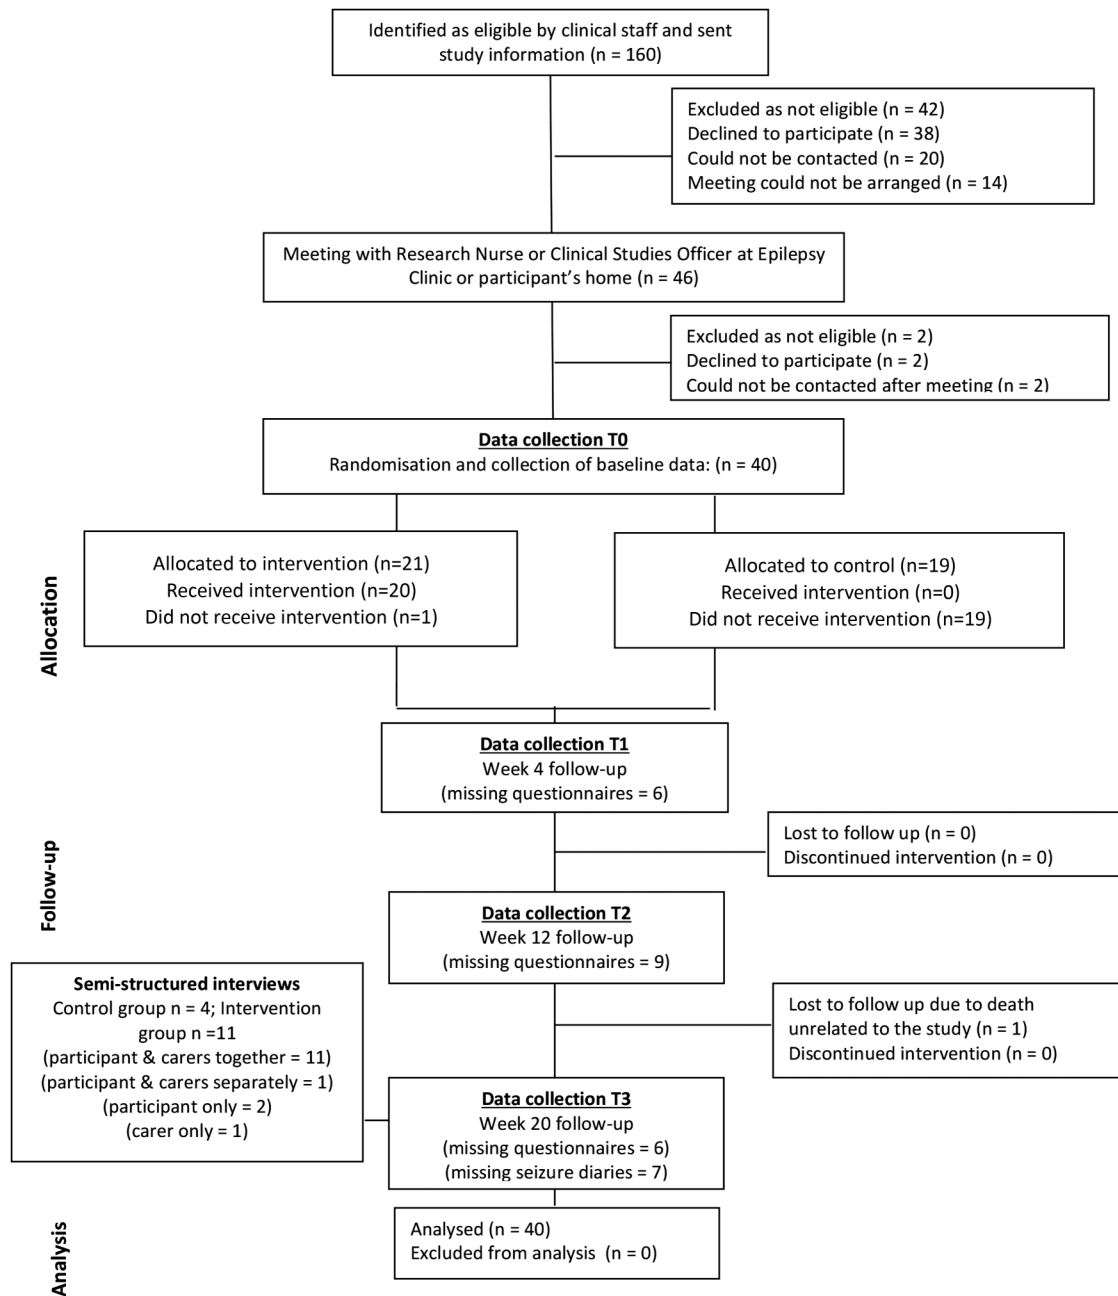 Identified as eligible by clinical staff and sent
study information (n = 160)
Excluded as not eligible (n = 42)
Declined to participate (n = 38)
Could not be contacted (n = 20)
Meeting could not be arranged (n = 14)
Meeting with Research Nurse or Clinical Studies Officer at Epilepsy
Clinic or participant’s home (n = 46)
Excluded as not eligible (n = 2)
Declined to participate (n = 2)
Could not be contacted after meeting (n = 2)
Data collection T0
Randomisation and collection of baseline data: (n = 40)
Allocation
Allocated to intervention (n=21)
Received intervention (n=20)
Did not receive intervention (n=1)
Allocated to control (n=19)
Received intervention (n=0)
Did not receive intervention (n=19)
Data collection T1
Week 4 follow-up
(missing questionnaires = 6)
Follow-up
Lost to follow up (n = 0)
Discontinued intervention (n = 0)
Data collection T2
Week 12 follow-up
(missing questionnaires = 9)
Semi-structured interviews
Control group n = 4; Intervention
group n =11
(participant & carers together = 11)
(participant & carers separately = 1)
(participant only = 2)
(carer only = 1)
Lost to follow up due to death
unrelated to the study (n = 1)
Discontinued intervention (n = 0)
Data collection T3
Week 20 follow-up
(missing questionnaires = 6)
(missing seizure diaries = 7)
Analysis
Analysed (n = 40)
Excluded from analysis (n = 0)